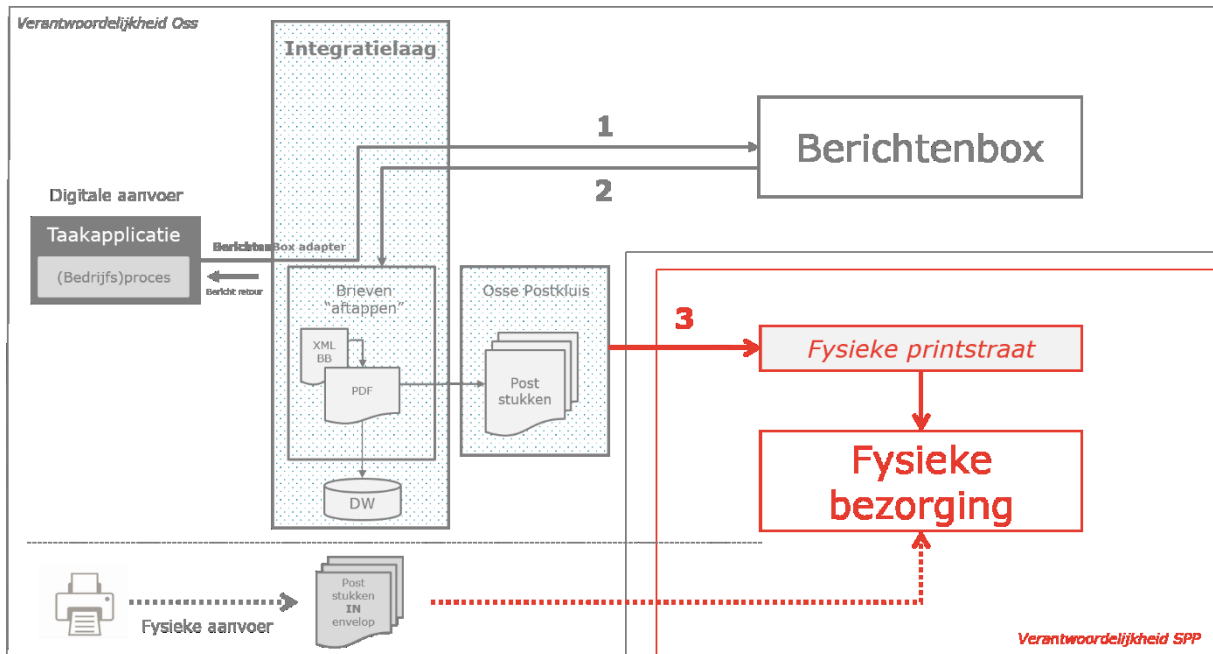 Verantwoordelijkheid Oss
Integratielaag
1
Berichtenbox
2
Digitale aanvoer
Taakapplicatie
(Bedrijfs)proces
BerichtenBox adapter
Bericht retour
Brieven
"aftappen"
XML
BB
PDF
DW
Osse Postkluis
Post
stukken
3
Fysieke printstraat
Fysieke
bezorging
Post
stukken
IN
envelop
Fysieke aanvoer
Verantwoordelijkheid SPP